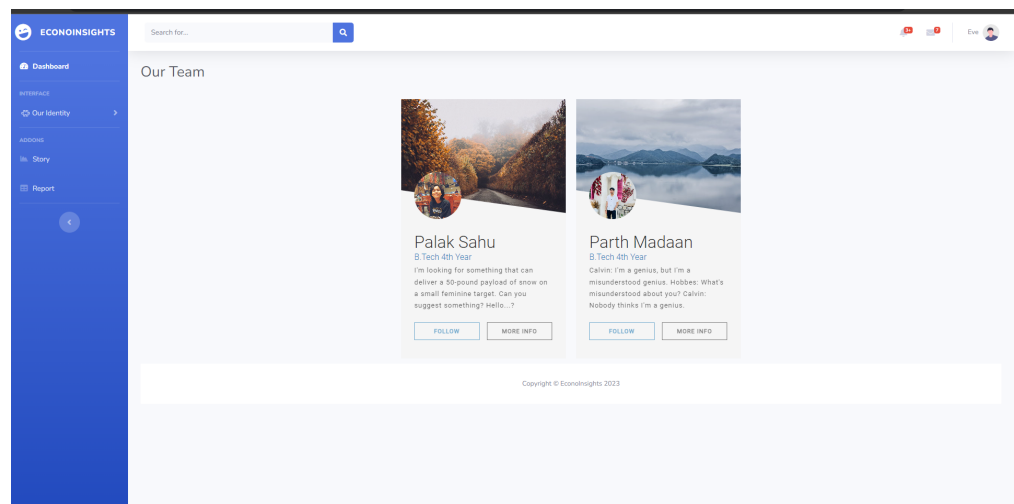 ECONOINSIGHTS
Search for...
3+
7
Eve
Dashboard
INTERFACE
Our Identity
ADDONS
Story
Report
Our Team
Palak Sahu
B.Tech 4th Year
I'm looking for something that can
deliver a 50-pound payload of snow on
a small feminine target. Can you
suggest something? Hello...?
FOLLOW
MORE INFO
Parth Madaan
B.Tech 4th Year
Calvin: I'm a genius, but I'm a
misunderstood genius. Hobbes: What's
misunderstood about you? Calvin:
Nobody thinks I'm a genius.
FOLLOW
MORE INFO
Copyright © EconoInsights 2023